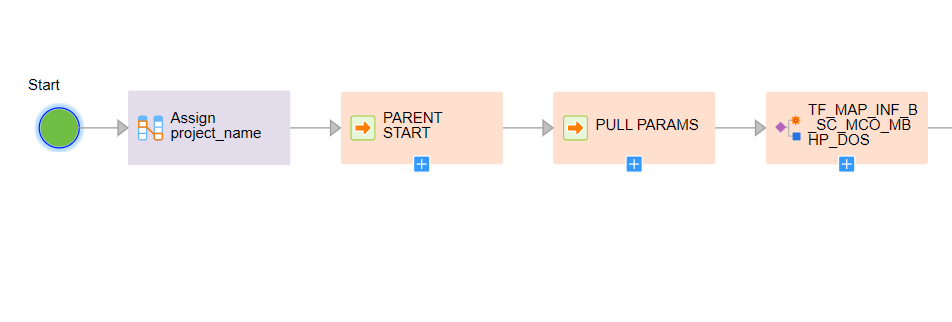 Start
Assign
project_name
PARENT
START
PULL PARAMS
TF_MAP_INF_B
_SC_MCO_MB
HP_DOS